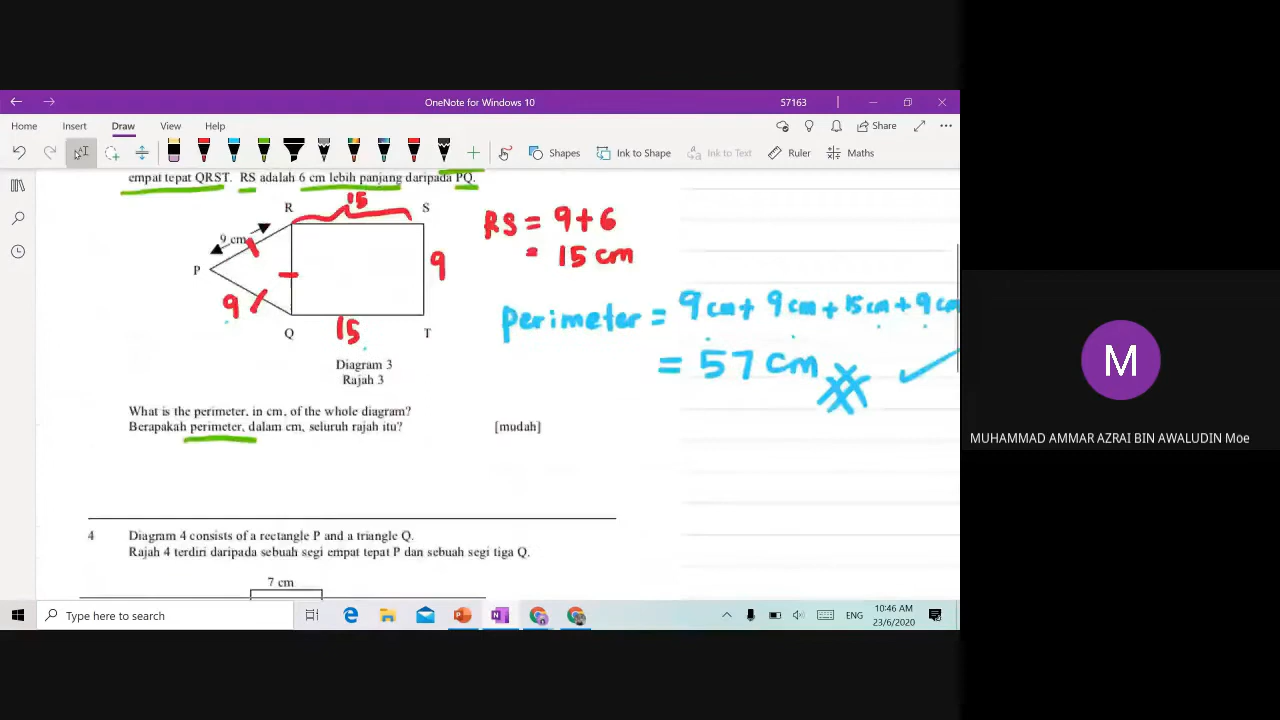 OneNote for Windows 10
57163
Home Insert Draw View Help
Share
Shapes Ink to Shape Ink to Text Ruler Maths
empat tepat QRST. RS adalah 6 cm lebih panjang daripada PQ.
15
R S
9 cm
P
9
9
Q T
15
Diagram 3
Rajah 3
RS = 9+6
= 15 cm
perimeter = 9 cm + 9 cm + 15 cm + 9 cm
= 57 cm
What is the perimeter, in cm, of the whole diagram?
Berapakah perimeter, dalam cm, seluruh rajah itu? [mudah]
4 Diagram 4 consists of a rectangle P and a triangle Q.
Rajah 4 terdiri daripada sebuah segi empat tepat P dan sebuah segi tiga Q.
7 cm
Type here to search
ENG
10:46 AM
23/6/2020
M
MUHAMMAD AMMAR AZRAI BIN AWALUDIN Moe